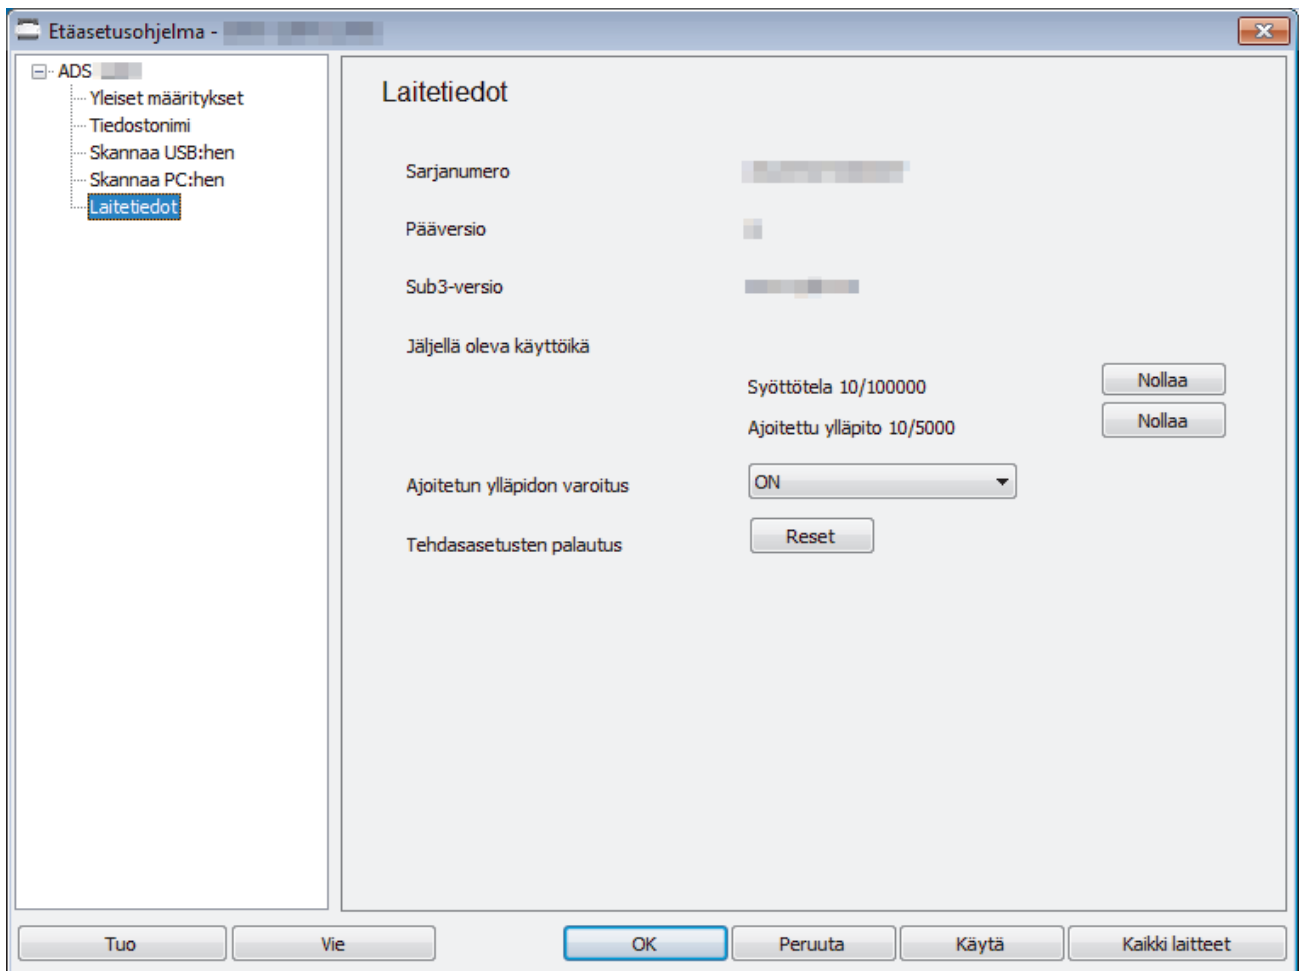 Etäasetusohjelma -
ADS
Yleiset määritykset
Tiedostonimi
Skannaa USB:hen
Skannaa PC:hen
Laitetiedot
Laitetiedot
Sarjanumero
Pääversio
Sub3-versio
Jäljellä oleva käyttöikä
Syöttötela 10/100000 Nollaa
Ajoitettu ylläpito 10/5000 Nollaa
Ajoitetun ylläpidon varoitus ON
Tehdasasetusten palautus Reset
Tuo Vie OK Peruuta Käytä Kaikki laitteet